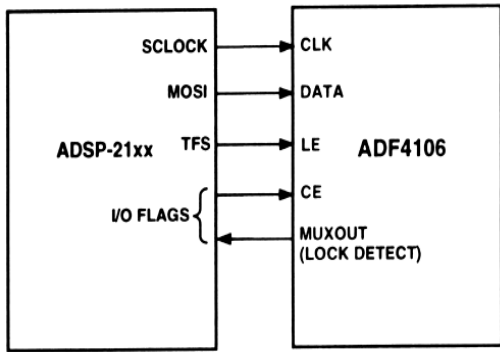 SCLOCK
CLK
MOSI
DATA
ADSP-21xx
TFS
LE
ADF4106
I/O FLAGS
CE
MUXOUT
(LOCK DETECT)